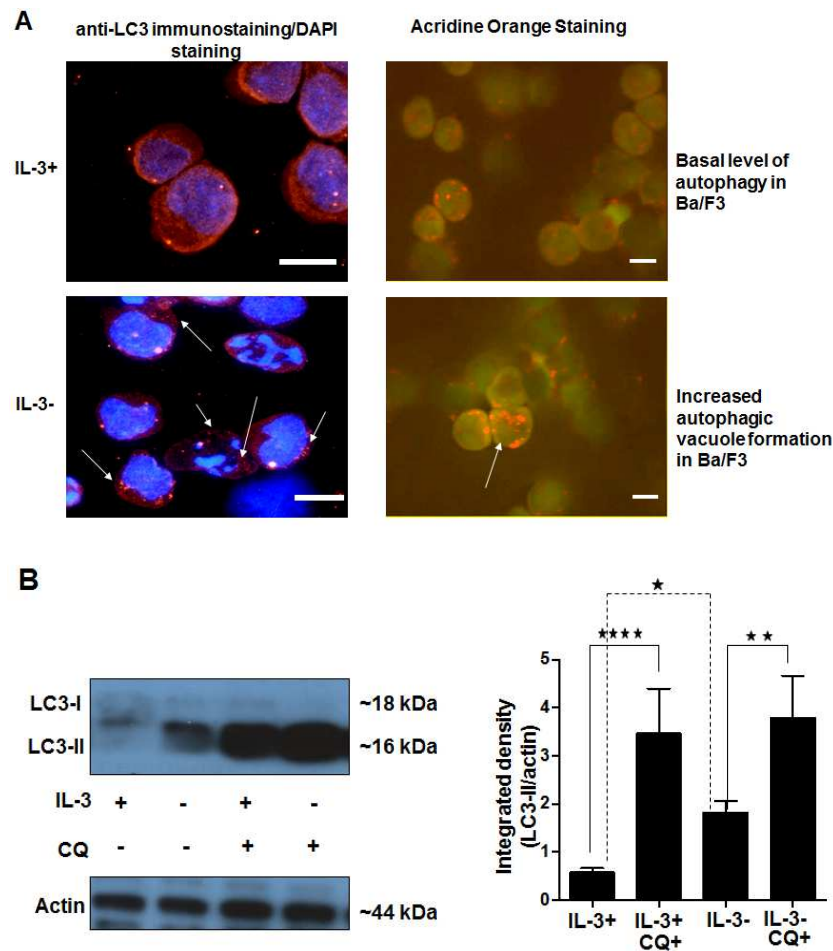 A
anti-LC3 immunostaining/DAPI
staining
Acridine Orange Staining
IL-3+
Basal level of
autophagy in
Ba/F3
IL-3-
Increased
autophagic
vacuole formation
in Ba/F3
B
LC3-I
~18 kDa
LC3-II
~16 kDa
IL-3 + - + -
CQ - - + +
Actin
~44 kDa
★
★★★★
★★
Integrated density
(LC3-II/actin)
5
4
3
2
1
0
IL-3+
IL-3+
CQ+
IL-3-
IL-3-
CQ+